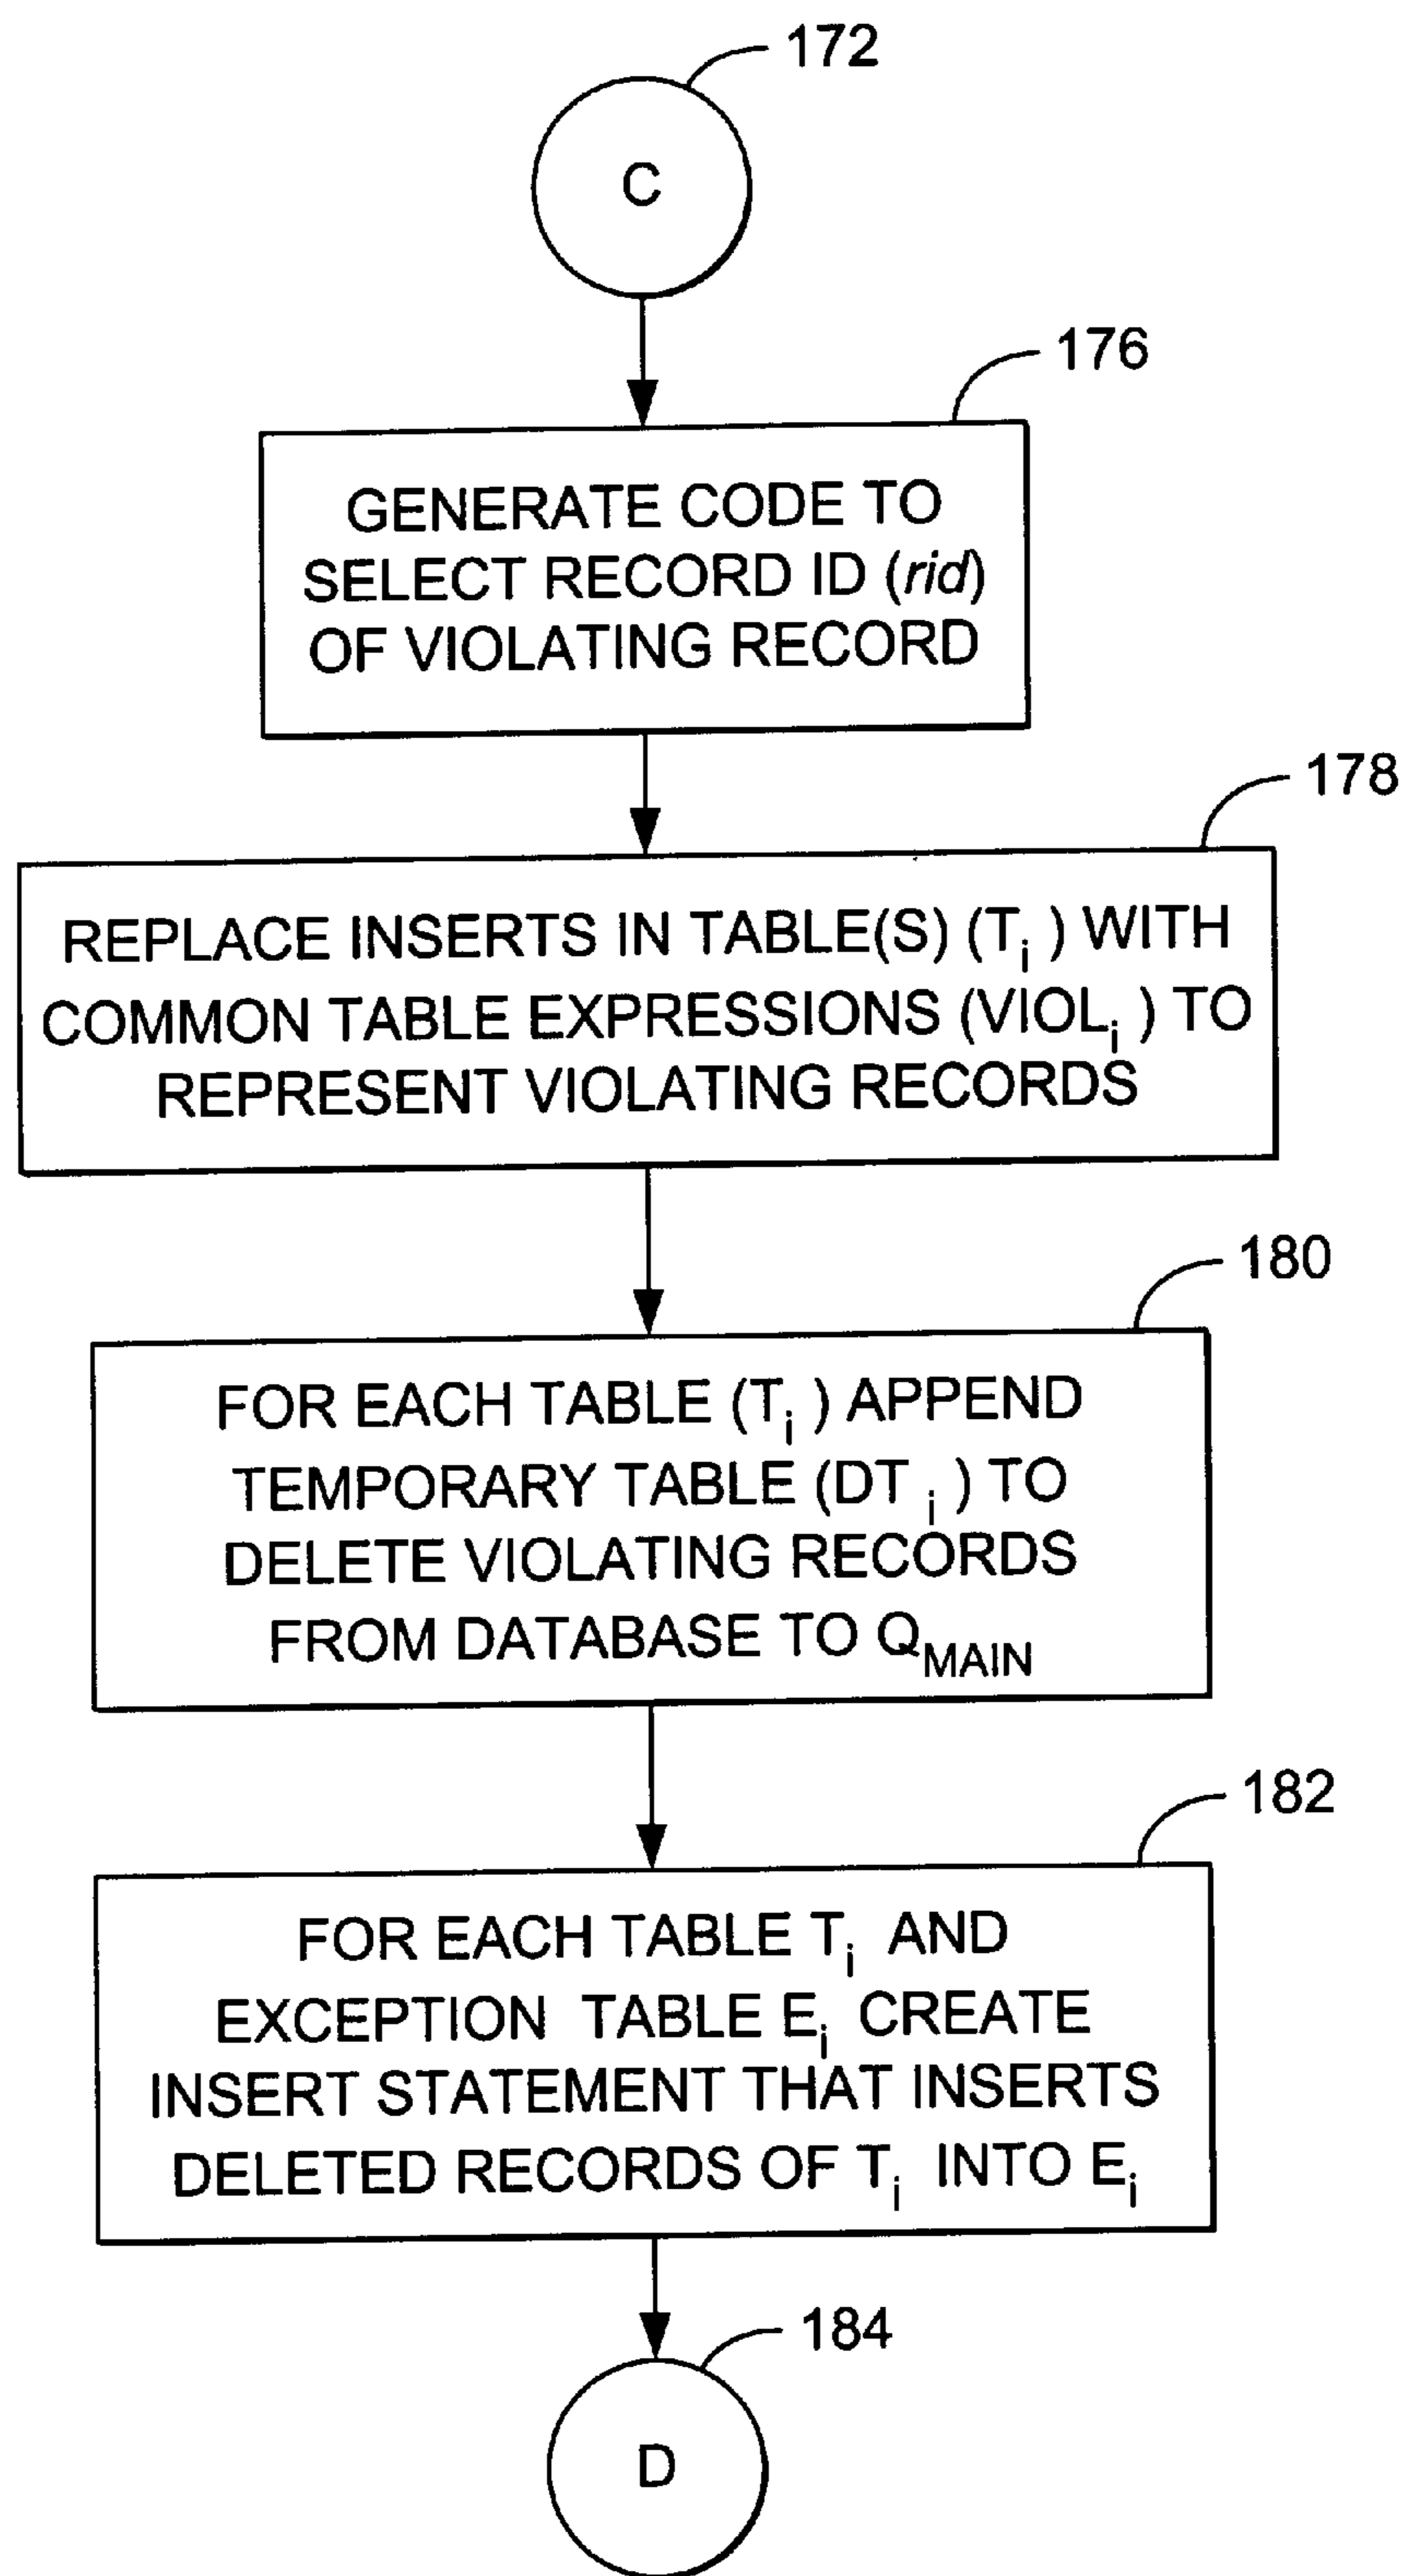 172
C
176
GENERATE CODE TO
SELECT RECORD ID (rid)
OF VIOLATING RECORD
178
REPLACE INSERTS IN TABLE(S) (Ti ) WITH
COMMON TABLE EXPRESSIONS (VIOLi ) TO
REPRESENT VIOLATING RECORDS
180
FOR EACH TABLE (Ti ) APPEND
TEMPORARY TABLE (DT i ) TO
DELETE VIOLATING RECORDS
FROM DATABASE TO QMAIN
182
FOR EACH TABLE Ti AND
EXCEPTION TABLE Ei CREATE
INSERT STATEMENT THAT INSERTS
DELETED RECORDS OF Ti INTO Ei
184
D